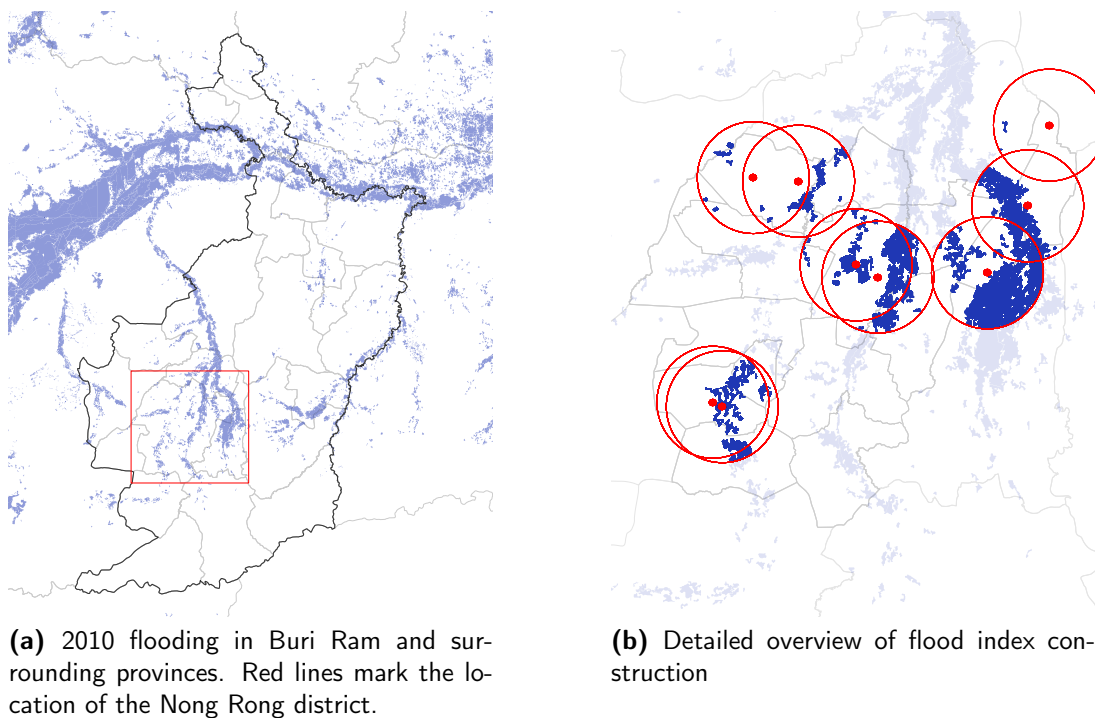 (a) 2010 flooding in Buri Ram and sur-
rounding provinces. Red lines mark the lo-
cation of the Nong Rong district.
(b) Detailed overview of flood index con-
struction